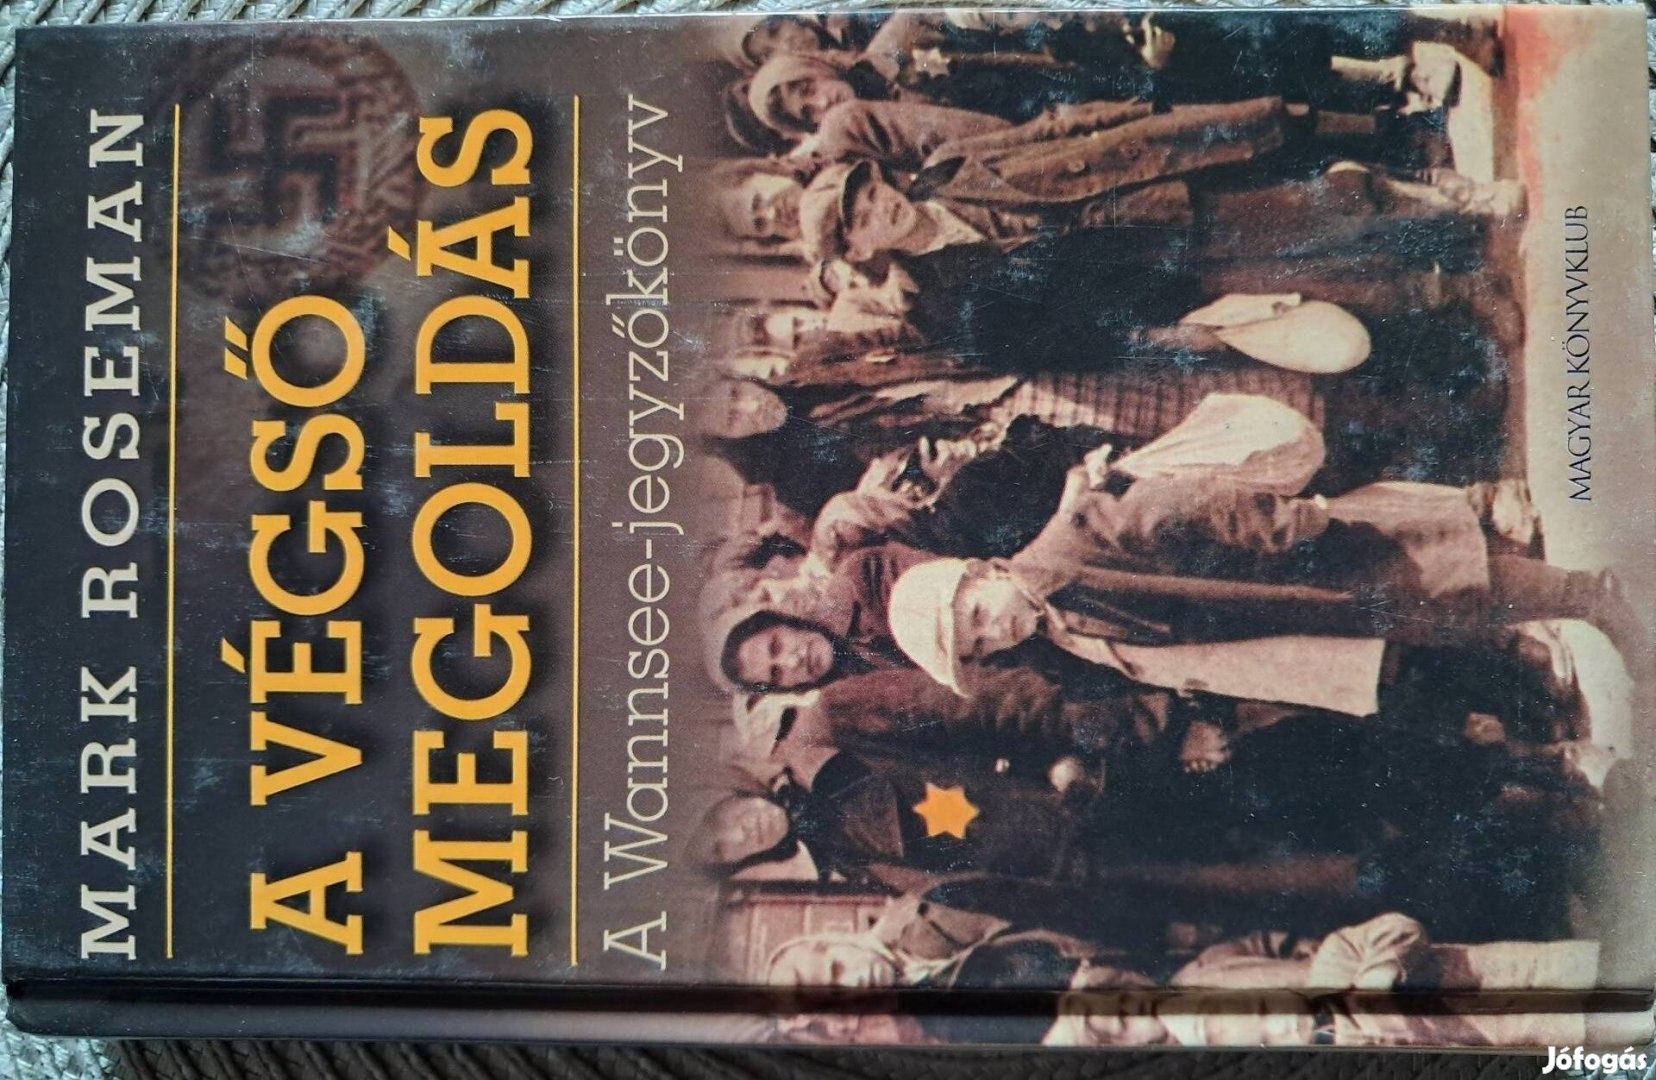 MARK ROSEMAN
A VÉGSŐ
MEGOLDÁS
A Wannsee-jegyzőkönyv
MAGYAR KÖNYVKLUB
Jófogás